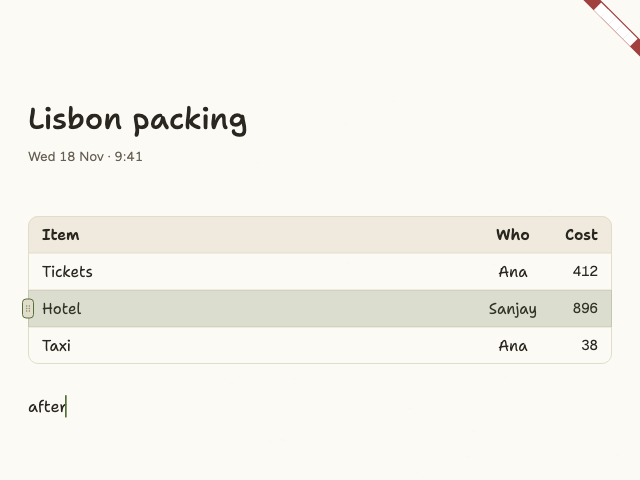 Lisbon packing
Wed 18 Nov · 9:41
Item Who Cost
Tickets Ana 412
Hotel Sanjay 896
Taxi Ana 38
after